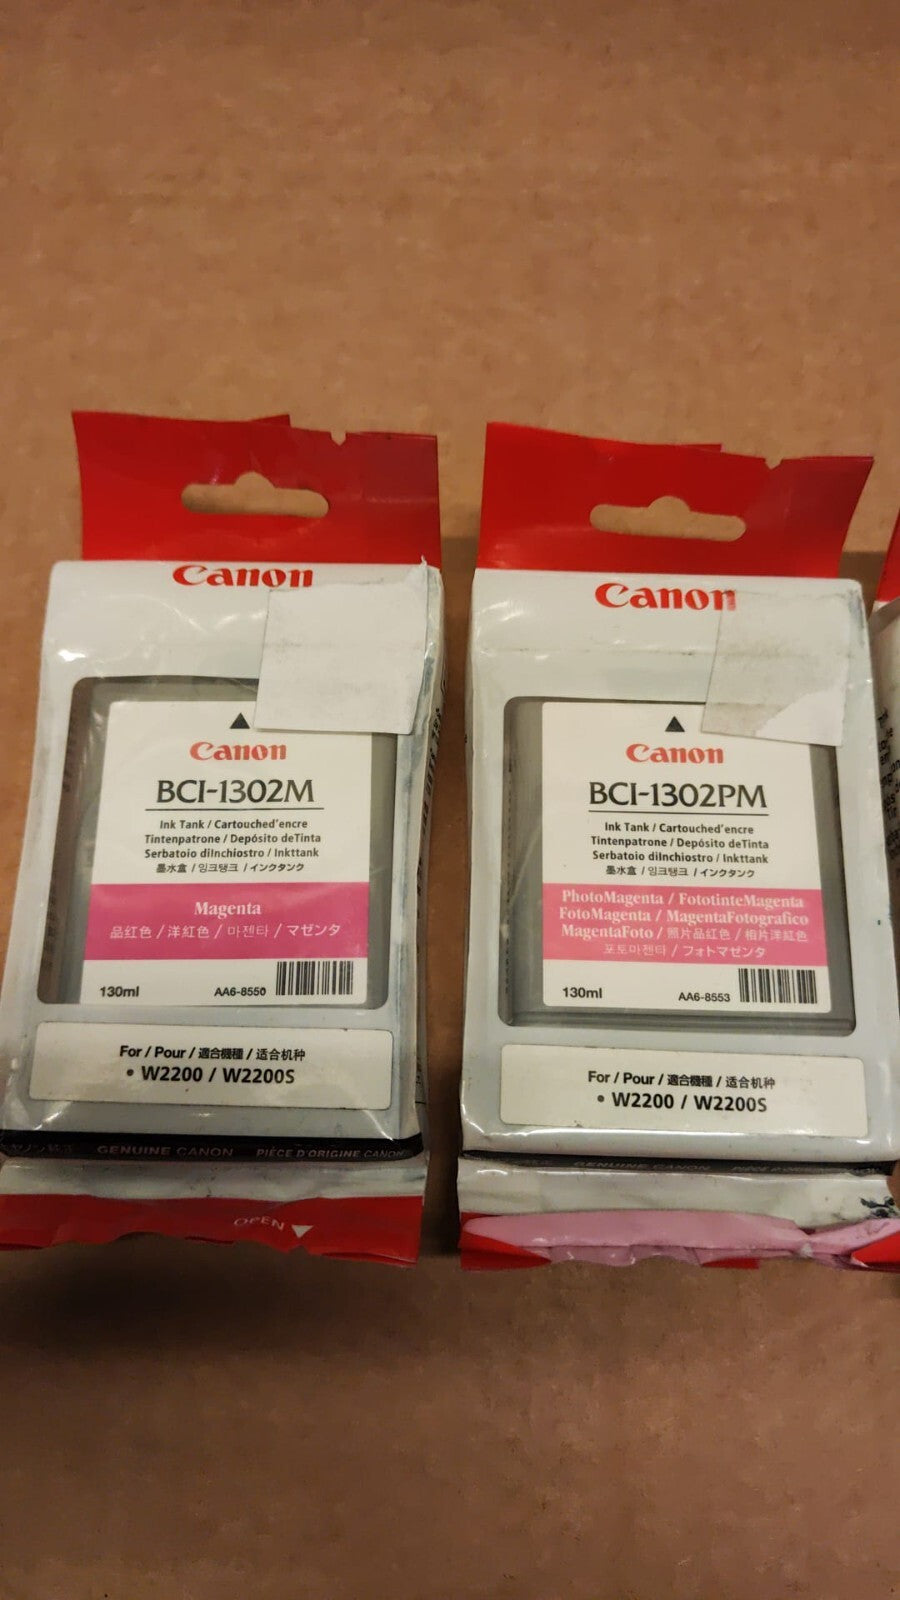 Canon
Canon
BCI-1302M
Ink Tank / Cartouched'encre
Tintenpatrone / Depósito deTinta
Serbatoio diInchiostro / Inkttank
墨水盒 / 잉크탱크 / インクタンク
Magenta
品红色 / 洋紅色 / 마젠타 / マゼンタ
130ml
AA6-8550
For / Pour / 適合機種 / 适合机种
• W2200 / W2200S
GENUINE CANON PIÈCE D'ORIGINE CANON
OPEN
Canon
Canon
BCI-1302PM
Ink Tank / Cartouched'encre
Tintenpatrone / Depósito deTinta
Serbatoio diInchiostro / Inkttank
墨水盒 / 잉크탱크 / インクタンク
PhotoMagenta / FototinteMagenta
FotoMagenta / MagentaFotografico
MagentaFoto / 照片品红色 / 相片洋紅色
포토마젠타 / フォトマゼンタ
130ml
AA6-8553
For / Pour / 適合機種 / 适合机种
• W2200 / W2200S
GENUINE CANON